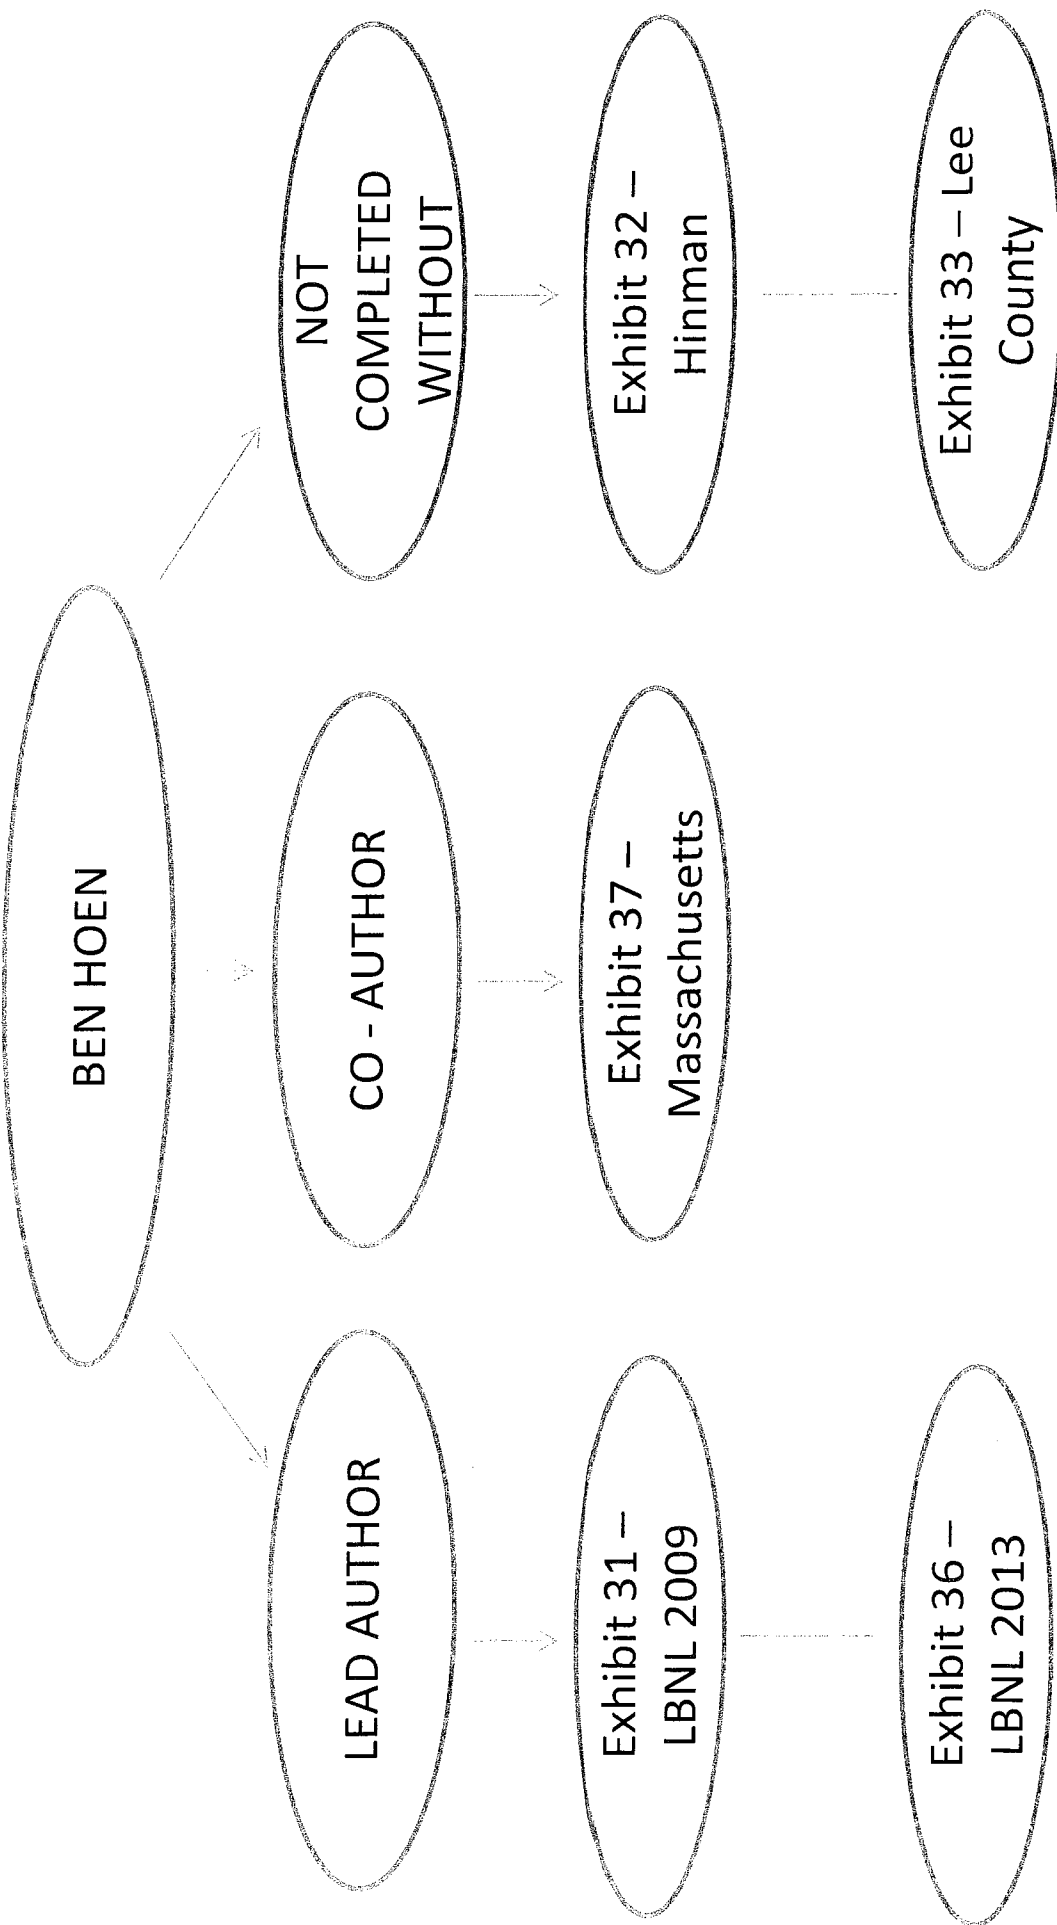 BEN HOEN
LEAD AUTHOR
CO - AUTHOR
NOT
COMPLETED
WITHOUT
Exhibit 31 –
LBNL 2009
Exhibit 37 –
Massachusetts
Exhibit 32 –
Hinman
Exhibit 36 –
LBNL 2013
Exhibit 33 – Lee
County